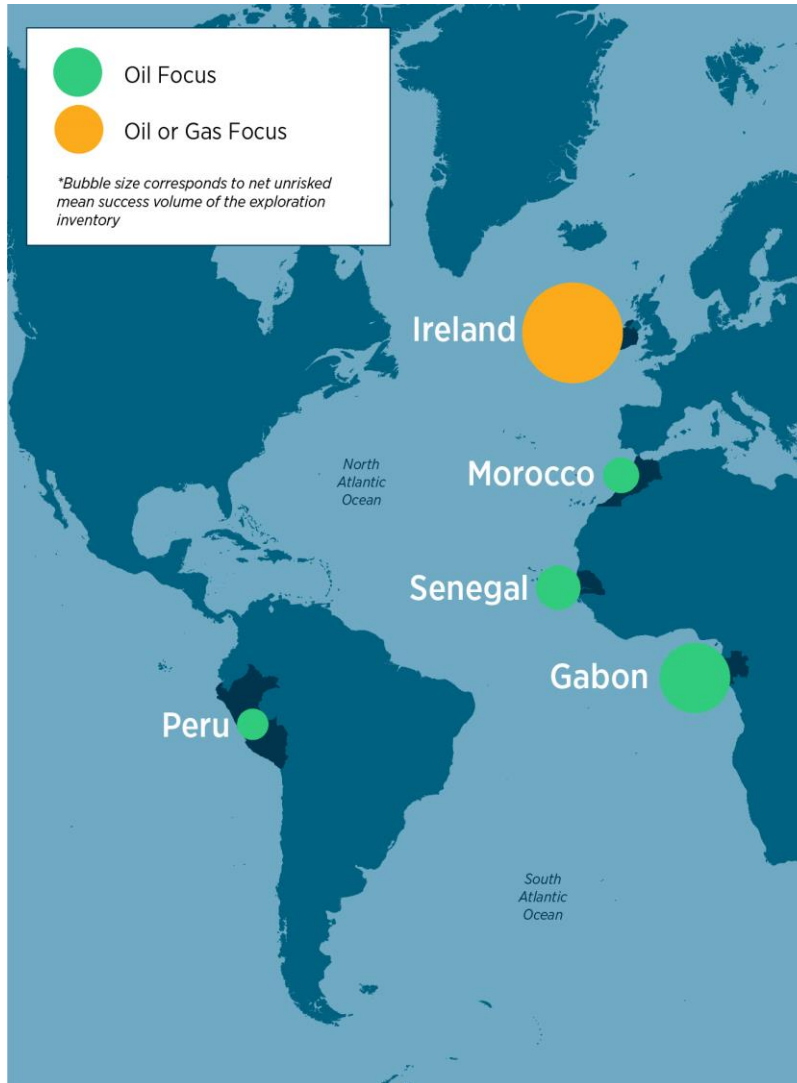 Oil Focus
Oil or Gas Focus
*Bubble size corresponds to net unrisked
mean success volume of the exploration
inventory
Ireland
Morocco
North
Atlantic
Ocean
Senegal
Gabon
Peru
South
Atlantic
Ocean